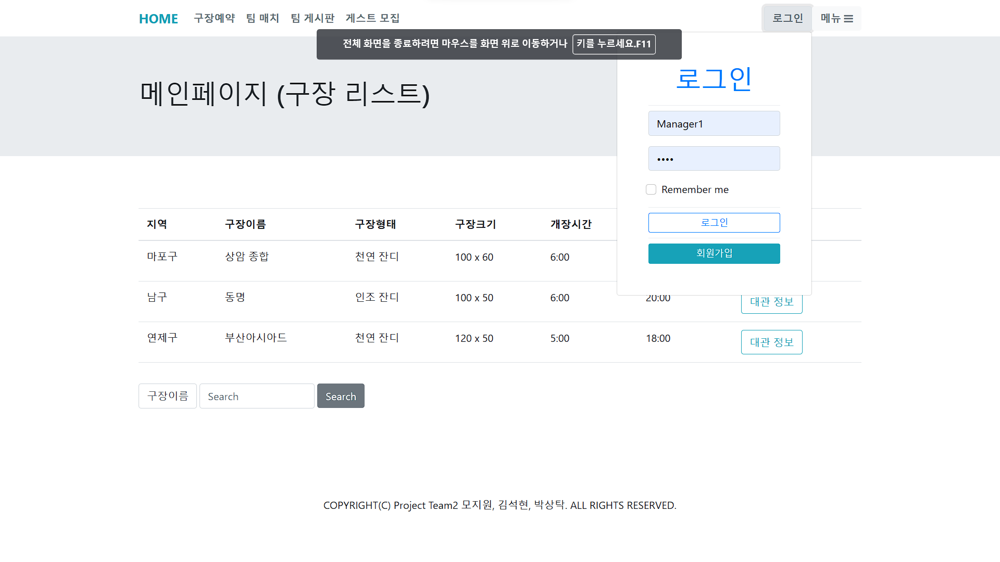 HOME 구장예약 팀 매치 팀 게시판 게스트 모집 로그인 메뉴
전체 화면을 종료하려면 마우스를 화면 위로 이동하거나 키를 누르세요.F11
메인페이지 (구장 리스트)
로그인
Manager1
••••
Remember me
로그인
회원가입
지역 구장이름 구장형태 구장크기 개장시간
마포구 상암 종합 천연 잔디 100 x 60 6:00
남구 동명 인조 잔디 100 x 50 6:00 20:00 대관 정보
연제구 부산아시아드 천연 잔디 120 x 50 5:00 18:00 대관 정보
구장이름 Search Search
COPYRIGHT(C) Project Team2 모지원, 김석현, 박상탁. ALL RIGHTS RESERVED.